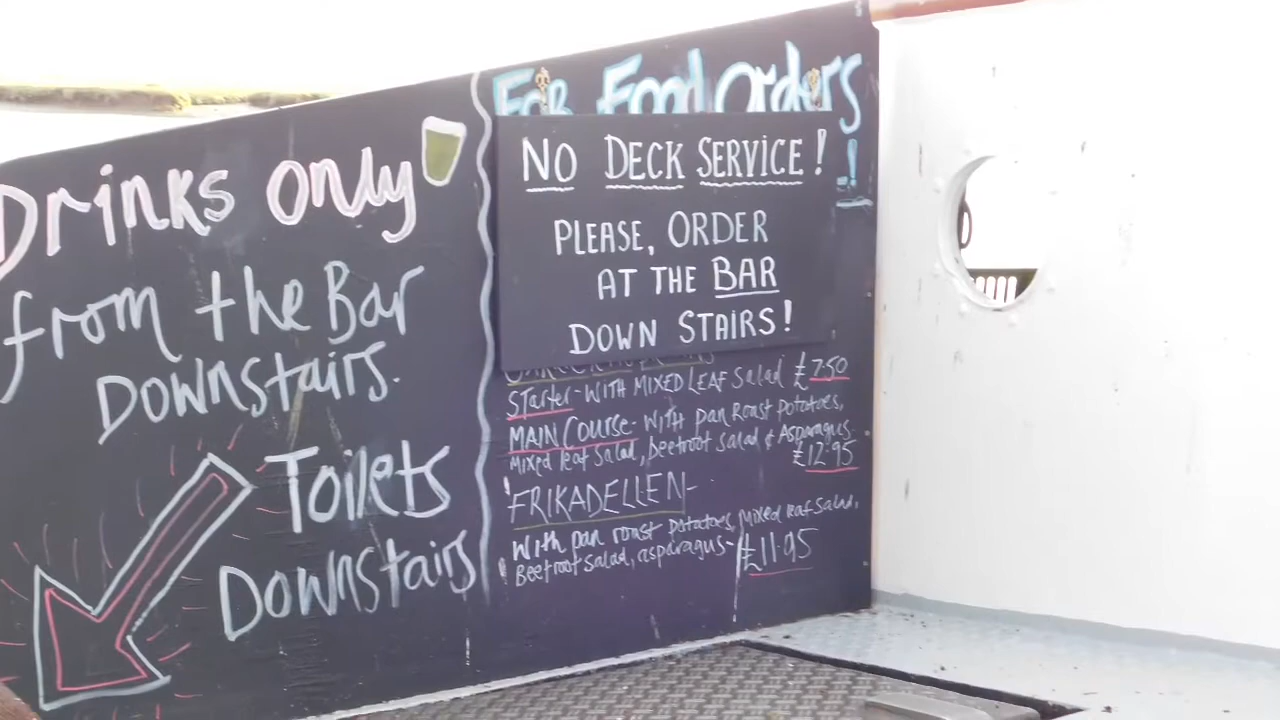 Drinks only
from the Bar
Downstairs.
Toilets
Downstairs
For Food orders
!
NO DECK SERVICE!
PLEASE, ORDER
AT THE BAR
DOWN STAIRS!
Starter - WITH MIXED LEAF Salad £7.50
MAIN Course - WITH pan Roast Potatoes,
Mixed leaf Salad, beetroot salad & Asparagus
£12.95
FRIKADELLEN -
With pan roast potatoes, Mixed leaf Salad,
Beetroot Salad, asparagus - £11.95